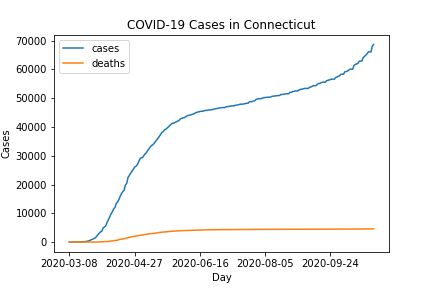 COVID-19 Cases in Connecticut
cases
deaths
70000
60000
50000
40000
30000
20000
10000
0
Cases
2020-03-08 2020-04-27 2020-06-16 2020-08-05 2020-09-24
Day